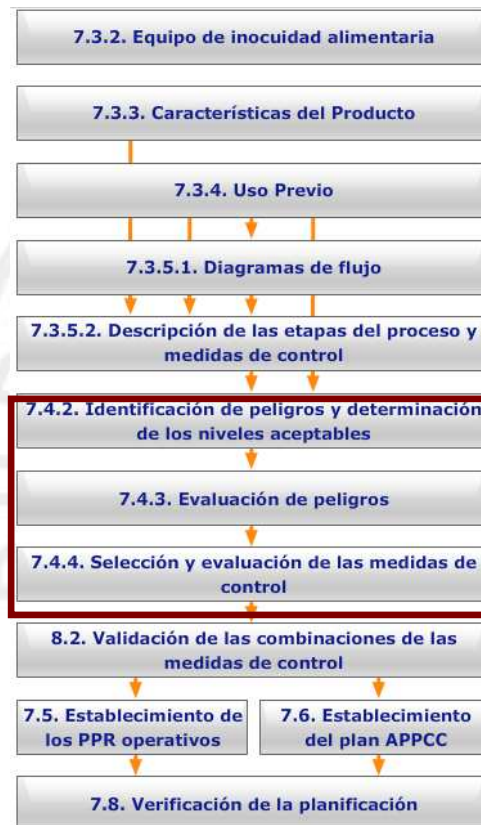 7.3.2. Equipo de inocuidad alimentaria
7.3.3. Características del Producto
7.3.4. Uso Previo
7.3.5.1. Diagramas de flujo
7.3.5.2. Descripción de las etapas del proceso y
medidas de control
7.4.2. Identificación de peligros y determinación
de los niveles aceptables
7.4.3. Evaluación de peligros
7.4.4. Selección y evaluación de las medidas de
control
8.2. Validación de las combinaciones de las
medidas de control
7.5. Establecimiento de
los PPR operativos
7.6. Establecimiento
del plan APPCC
7.8. Verificación de la planificación